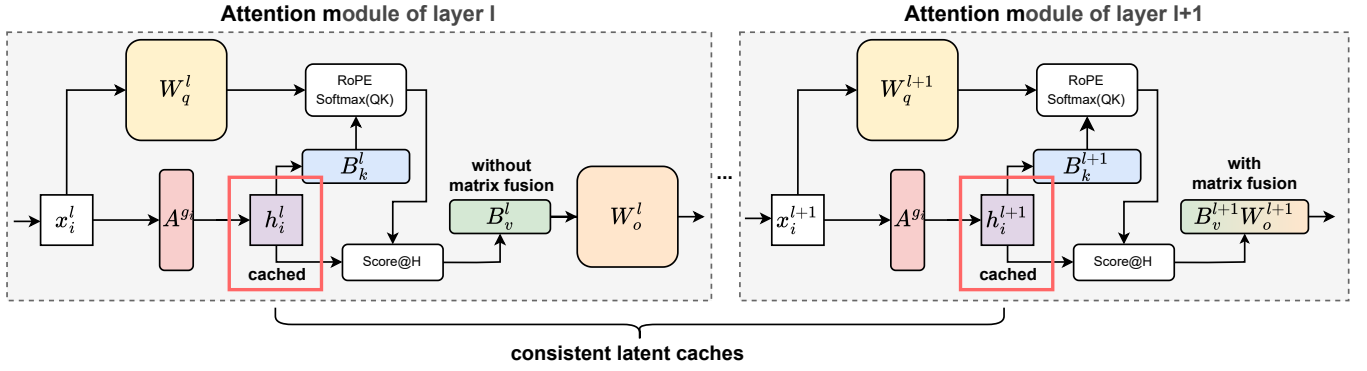 Attention module of layer l
Attention module of layer l+1
$W_q^l$
RoPE
Softmax(QK)
$B_k^l$
$x_i^l$
$A^{g_i}$
$h_i^l$
cached
Score@H
without
matrix fusion
$B_v^l$
$W_o^l$
...
$W_q^{l+1}$
RoPE
Softmax(QK)
$B_k^{l+1}$
$x_i^{l+1}$
$A^{g_i}$
$h_i^{l+1}$
cached
Score@H
with
matrix fusion
$B_v^{l+1} W_o^{l+1}$
consistent latent caches